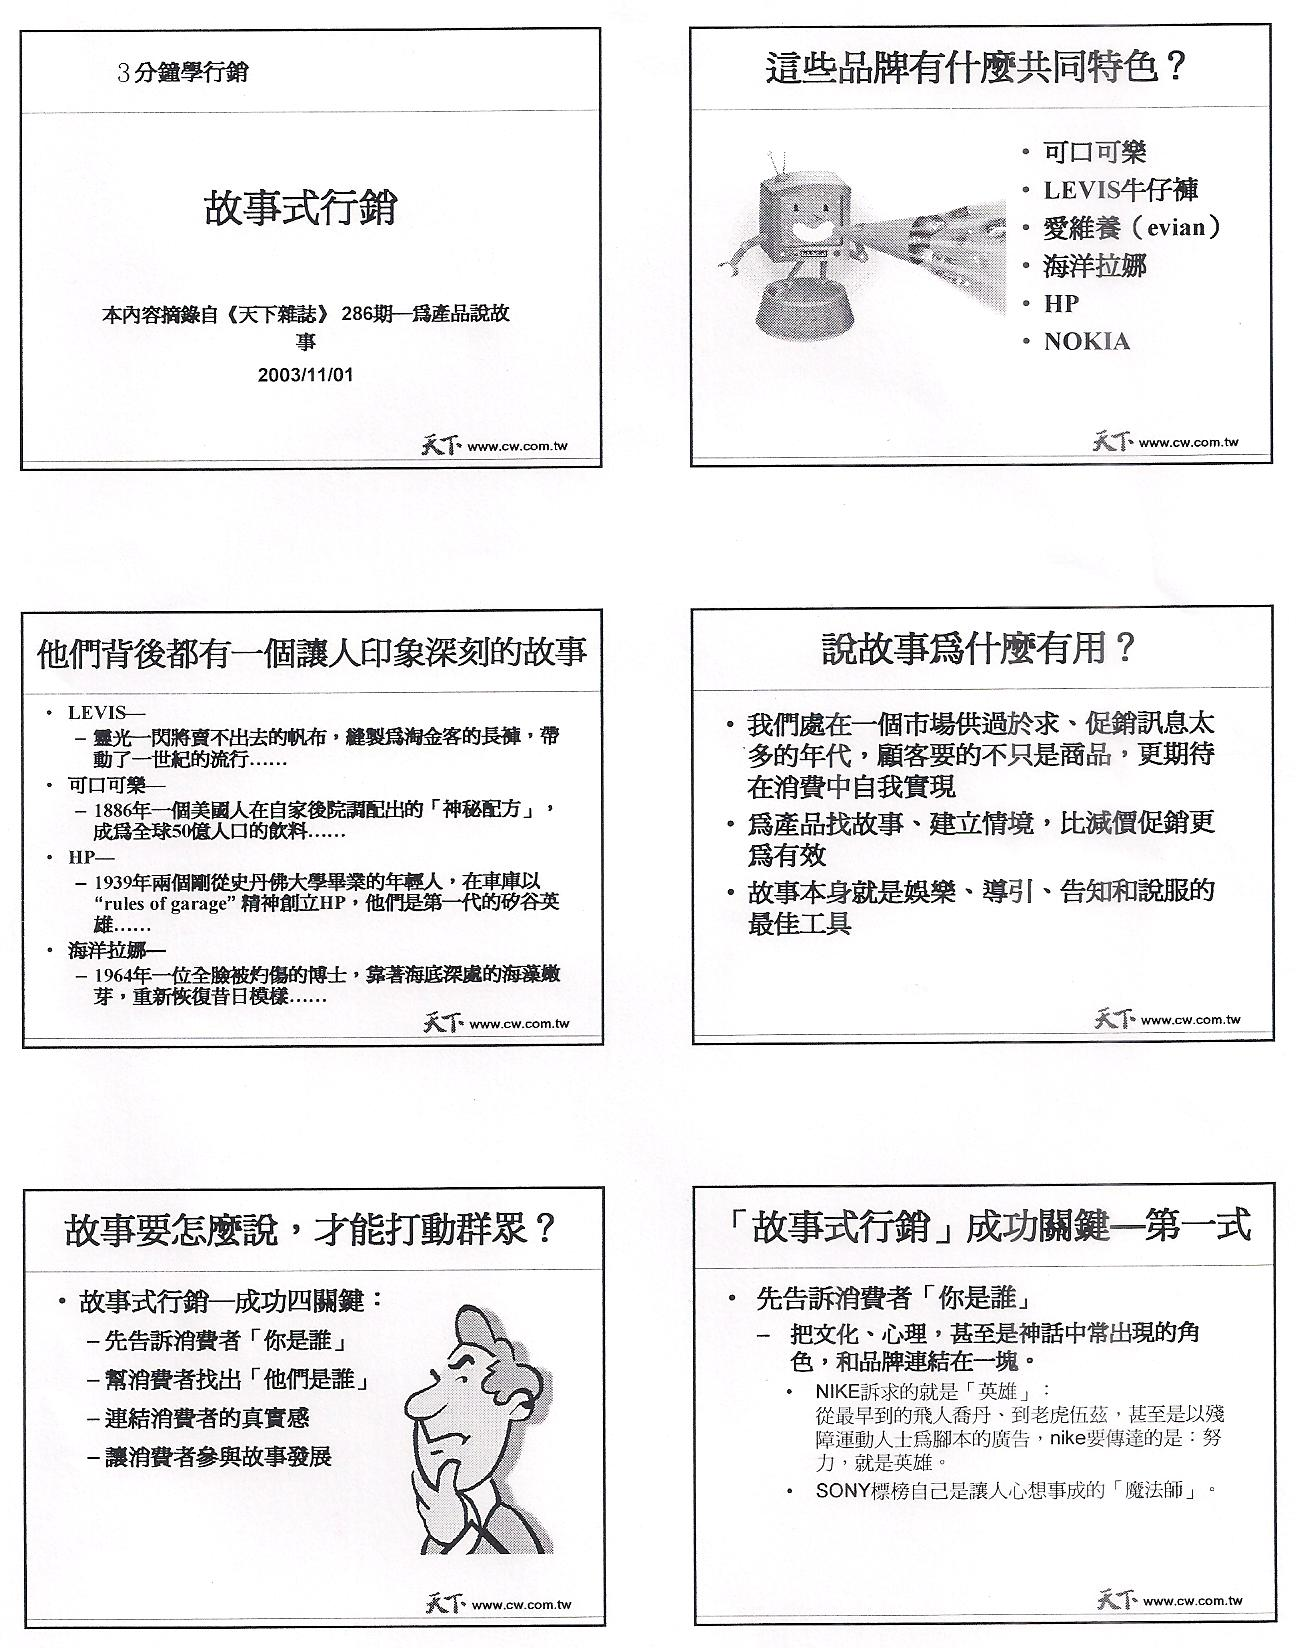 3分鐘學行銷
故事式行銷
本內容摘錄自《天下雜誌》 286期—爲產品說故
事
2003/11/01
天下 www.cw.com.tw
這些品牌有什麼共同特色？
• 可口可樂
• LEVIS牛仔褲
• 愛維養（evian）
• 海洋拉娜
• HP
• NOKIA
天下 www.cw.com.tw
他們背後都有一個讓人印象深刻的故事
• LEVIS—
– 靈光一閃將賣不出去的帆布，縫製爲淘金客的長褲，帶
動了一世紀的流行……
• 可口可樂—
– 1886年一個美國人在自家後院調配出的「神秘配方」，
成爲全球50億人口的飲料……
• HP—
– 1939年兩個剛從史丹佛大學畢業的年輕人，在車庫以
“rules of garage” 精神創立HP，他們是第一代的矽谷英
雄……
• 海洋拉娜—
– 1964年一位全臉被灼傷的博士，靠著海底深處的海藻嫩
芽，重新恢復昔日模樣……
天下 www.cw.com.tw
說故事爲什麼有用？
• 我們處在一個市場供過於求、促銷訊息太
多的年代，顧客要的不只是商品，更期待
在消費中自我實現
• 爲產品找故事、建立情境，比減價促銷更
爲有效
• 故事本身就是娛樂、導引、告知和說服的
最佳工具
天下 www.cw.com.tw
故事要怎麼說，才能打動群眾？
• 故事式行銷—成功四關鍵：
– 先告訴消費者「你是誰」
– 幫消費者找出「他們是誰」
– 連結消費者的真實感
– 讓消費者參與故事發展
天下 www.cw.com.tw
「故事式行銷」成功關鍵—第一式
• 先告訴消費者「你是誰」
– 把文化、心理，甚至是神話中常出現的角
色，和品牌連結在一塊。
• NIKE訴求的就是「英雄」：
從最早到的飛人喬丹、到老虎伍茲，甚至是以殘
障運動人士爲腳本的廣告，nike要傳達的是：努
力，就是英雄。
• SONY標榜自己是讓人心想事成的「魔法師」。
天下 www.cw.com.tw